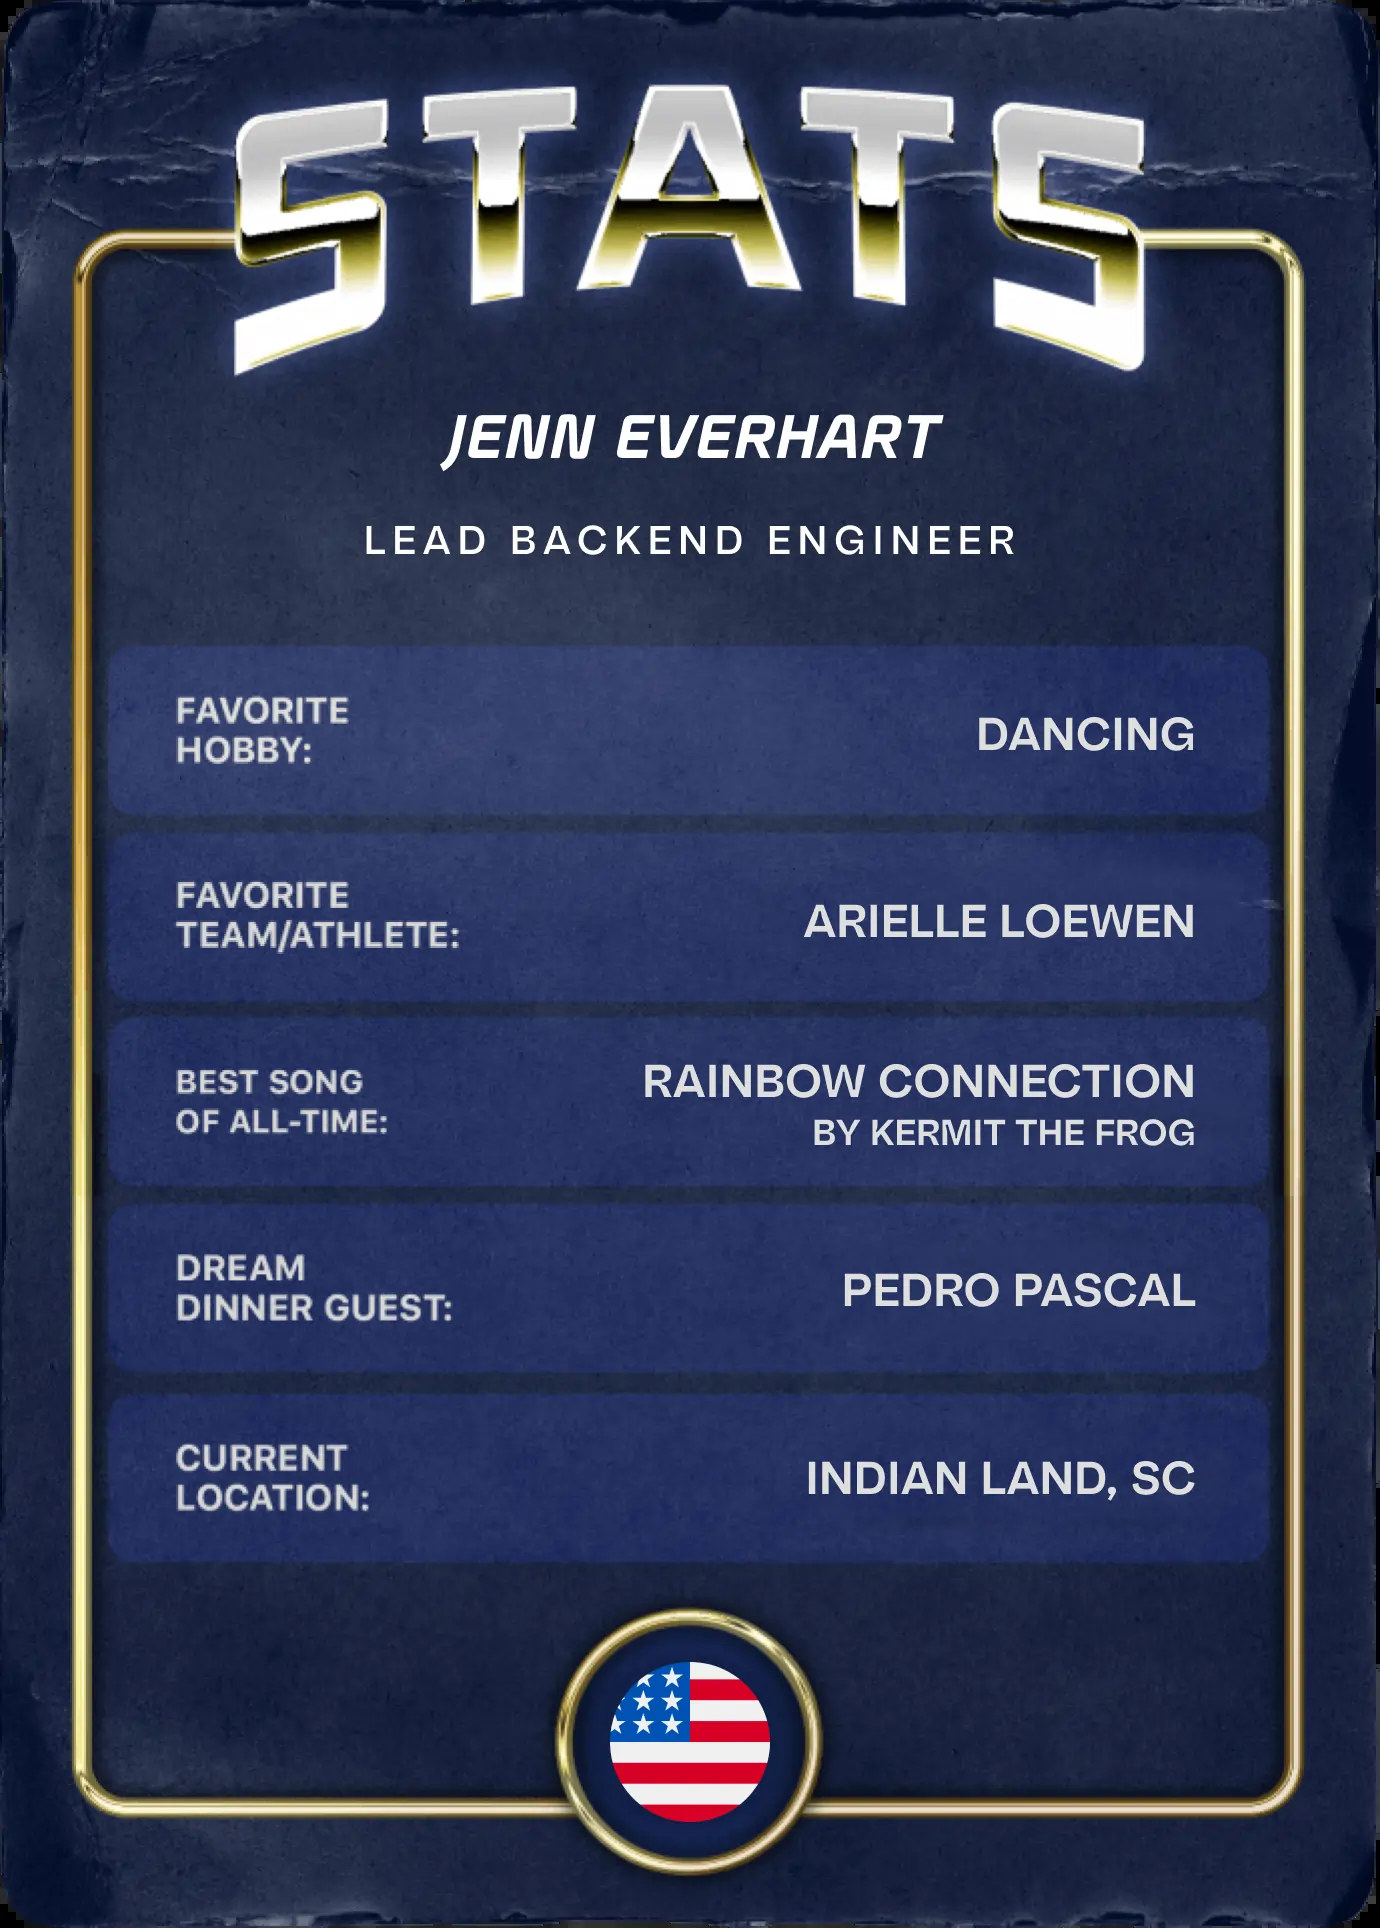 STATS
JENN EVERHART
LEAD BACKEND ENGINEER
FAVORITE
HOBBY:
DANCING
FAVORITE
TEAM/ATHLETE:
ARIELLE LOEWEN
BEST SONG
OF ALL-TIME:
RAINBOW CONNECTION
BY KERMIT THE FROG
DREAM
DINNER GUEST:
PEDRO PASCAL
CURRENT
LOCATION:
INDIAN LAND, SC